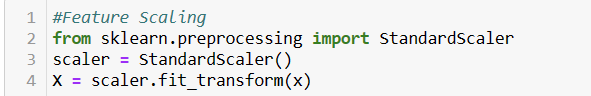 1 #Feature Scaling
2 from sklearn.preprocessing import StandardScaler
3 scaler = StandardScaler()
4 X = scaler.fit_transform(x)